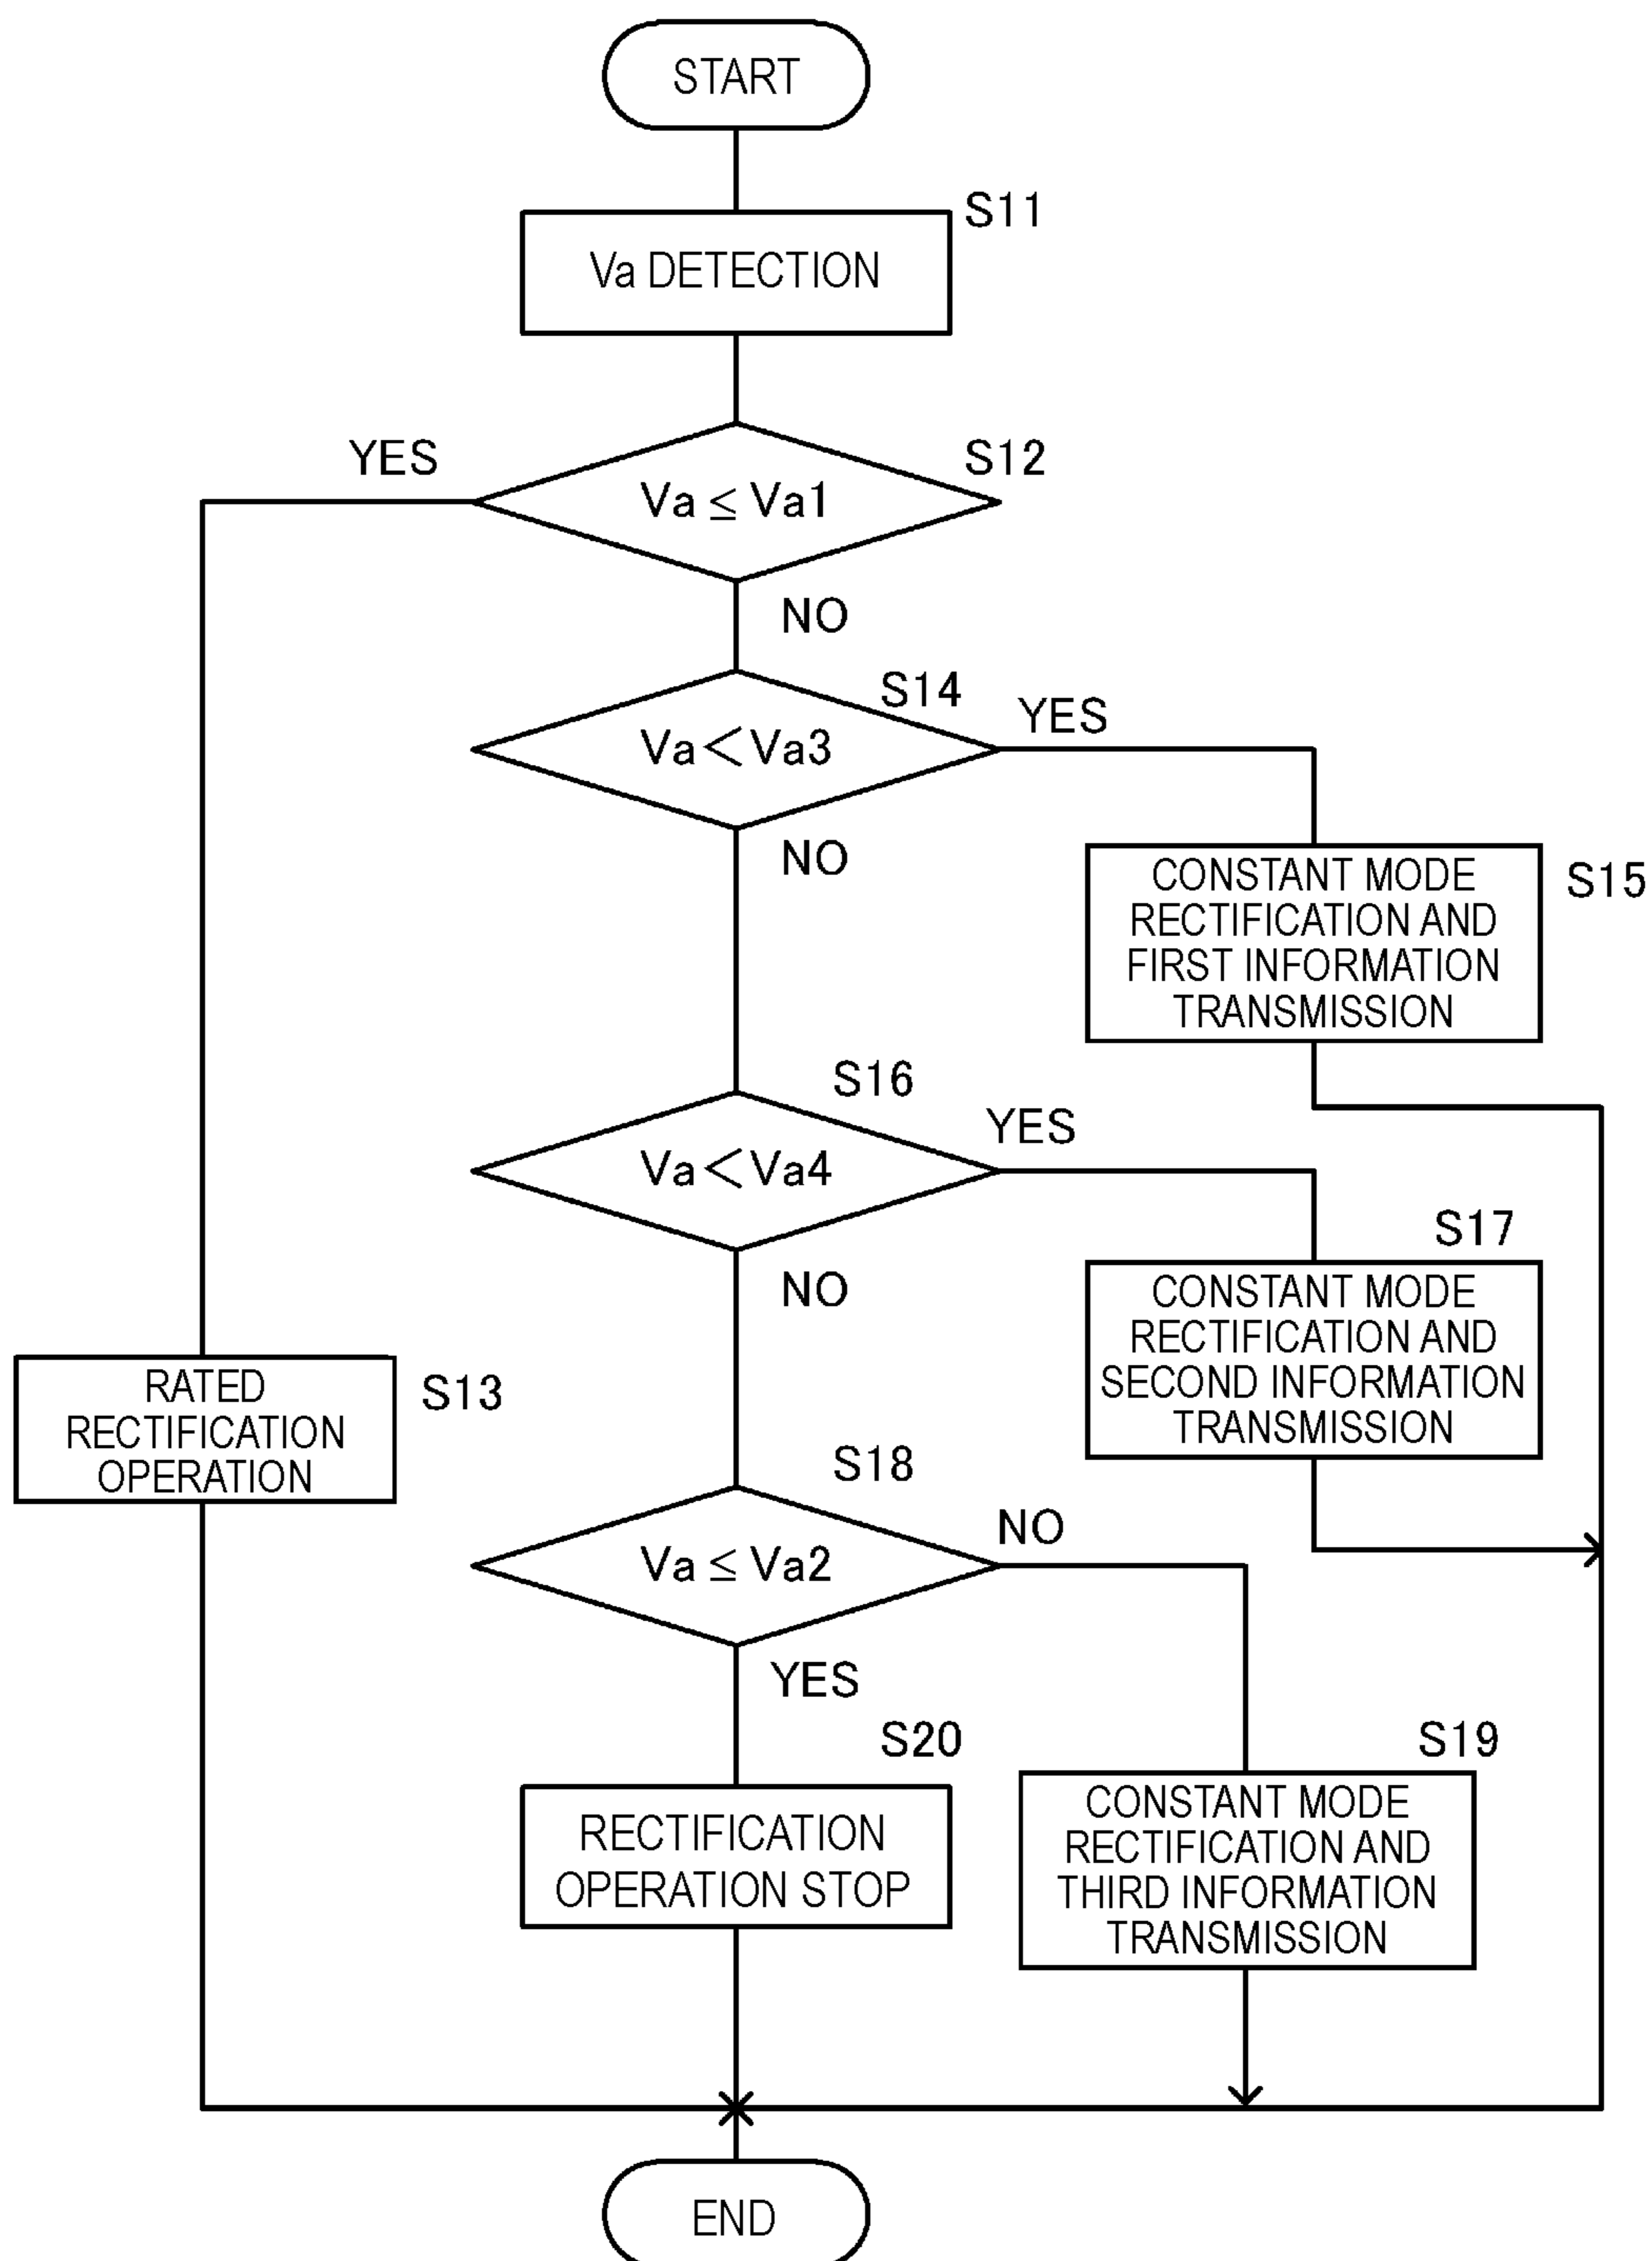 START
S11
Va DETECTION
YES
S12
Va ≤ Va1
NO
S14
YES
Va < Va3
NO
CONSTANT MODE
RECTIFICATION AND
FIRST INFORMATION
TRANSMISSION
S15
S16
YES
Va < Va4
S17
NO
CONSTANT MODE
RECTIFICATION AND
SECOND INFORMATION
TRANSMISSION
RATED
RECTIFICATION
OPERATION
S13
S18
NO
Va ≤ Va2
YES
S20
S19
RECTIFICATION
OPERATION STOP
CONSTANT MODE
RECTIFICATION AND
THIRD INFORMATION
TRANSMISSION
END